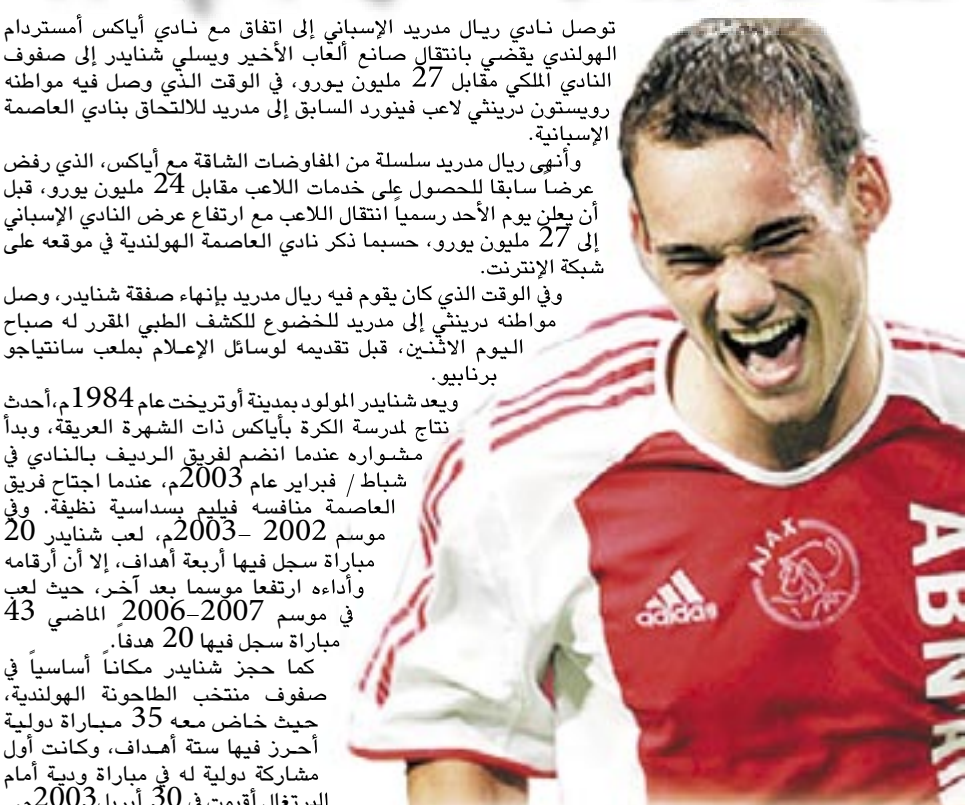 توصل نادي ريال مدريد الإسباني إلى اتفاق مع نادي أياكس أمستردام
الهولندي يقضي بانتقال صانع ألعاب الأخير ويسلي شنايدر إلى صفوف
النادي الملكي مقابل 27 مليون يورو، في الوقت الذي وصل فيه مواطنه
رويستون درينثي لاعب فينورد السابق إلى مدريد للالتحاق بنادي العاصمة
الإسبانية.
وأنهى ريال مدريد سلسلة من المفاوضات الشاقة مع أياكس، الذي رفض
عرضاً سابقا للحصول على خدمات اللاعب مقابل 24 مليون يورو، قبل
أن يعلن يوم الأحد رسمياً انتقال اللاعب مع ارتفاع عرض النادي الإسباني
إلى 27 مليون يورو، حسبما ذكر نادي العاصمة الهولندية في موقعه على
شبكة الإنترنت.
وفي الوقت الذي كان يقوم فيه ريال مدريد بإنهاء صفقة شنايدر، وصل
مواطنه درينثي إلى مدريد للخضوع للكشف الطبي المقرر له صباح
اليوم الاثنين، قبل تقديمه لوسائل الإعلام بملعب سانتياجو
برنابيو.
ويعد شنايدر المولود بمدينة أوتريخت عام 1984م،أحدث
نتاج لمدرسة الكرة بأياكس ذات الشهرة العريقة، وبدأ
مشواره عندما انضم لفريق الرديف بالنادي في
شباط / فبراير عام 2003م، عندما اجتاح فريق
العاصمة منافسه فيليم بسداسية نظيفة. وفي
موسم 2002 –2003م، لعب شنايدر 20
مباراة سجل فيها أربعة أهداف، إلا أن أرقامه
وأداءه ارتفعا موسما بعد آخر، حيث لعب
في موسم 2007–2006 الماضي 43
مباراة سجل فيها 20 هدفاً.
كما حجز شنايدر مكاناً أساسياً في
صفوف منتخب الطاحونة الهولندية،
حيث خاض معه 35 مباراة دولية
أحرز فيها ستة أهداف، وكانت أول
مشاركة دولية له في مباراة ودية أمام
البرتغال أقيمت في 30 أبريل 2003م.
AJAX
adidas
ABN